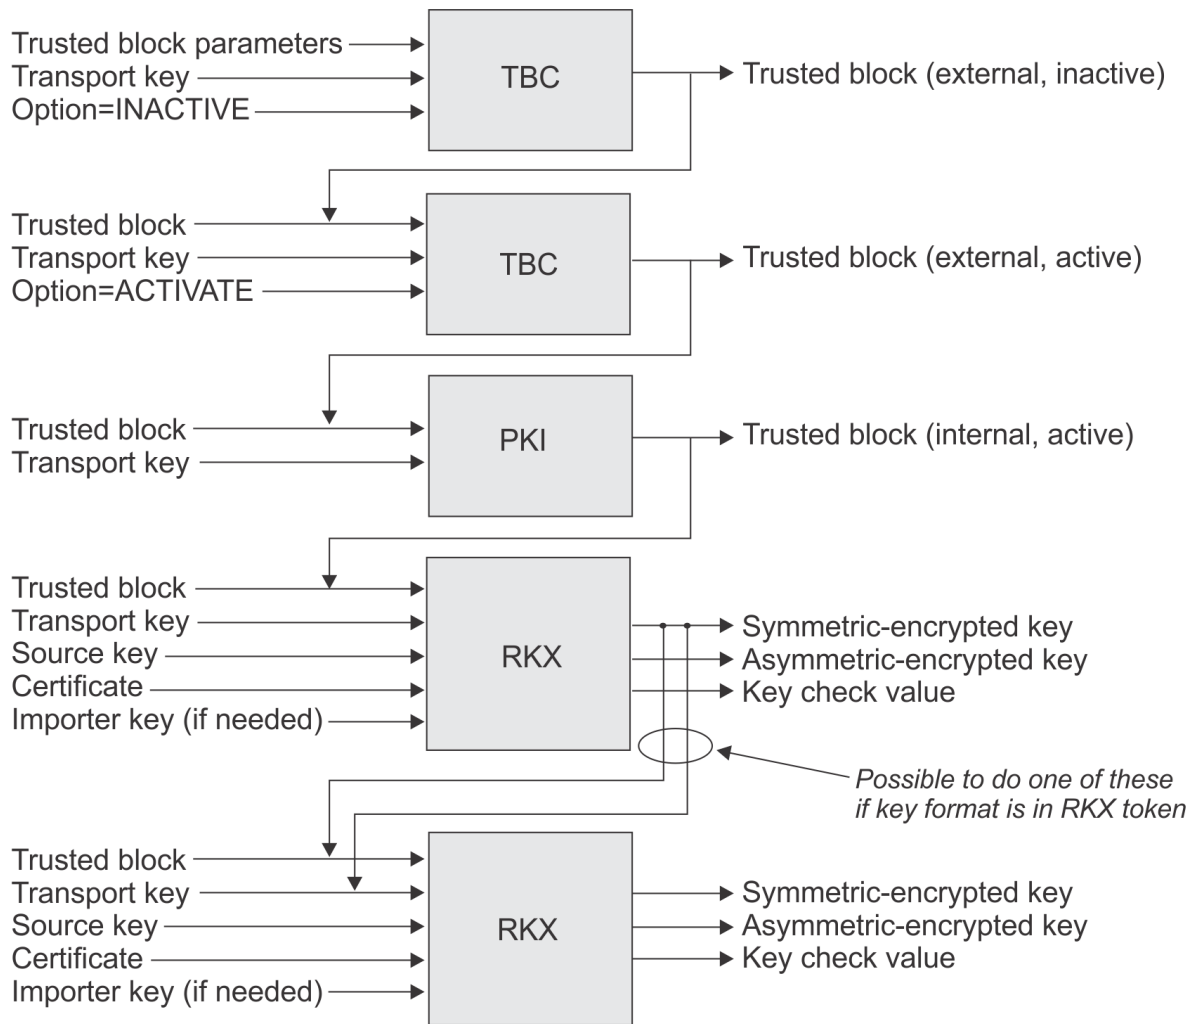 Trusted block parameters
Transport key
Option=INACTIVE
TBC
Trusted block (external, inactive)
Trusted block
Transport key
Option=ACTIVATE
TBC
Trusted block (external, active)
Trusted block
Transport key
PKI
Trusted block (internal, active)
Trusted block
Transport key
Source key
Certificate
Importer key (if needed)
RKX
Symmetric-encrypted key
Asymmetric-encrypted key
Key check value
Possible to do one of these
if key format is in RKX token
Trusted block
Transport key
Source key
Certificate
Importer key (if needed)
RKX
Symmetric-encrypted key
Asymmetric-encrypted key
Key check value